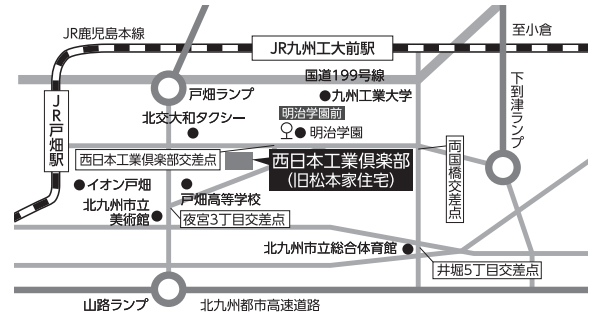 JR鹿児島本線
至小倉
JR九州工大前駅
国道199号線
戸畑ランプ
九州工業大学
下到津ランプ
JR戸畑駅
明治学園前
北交大和タクシー
明治学園
両国橋交差点
西日本工業倶楽部交差点
西日本工業倶楽部
(旧松本家住宅)
イオン戸畑
戸畑高等学校
北九州市立
美術館
夜宮3丁目交差点
北九州市立総合体育館
井堀5丁目交差点
山路ランプ
北九州都市高速道路